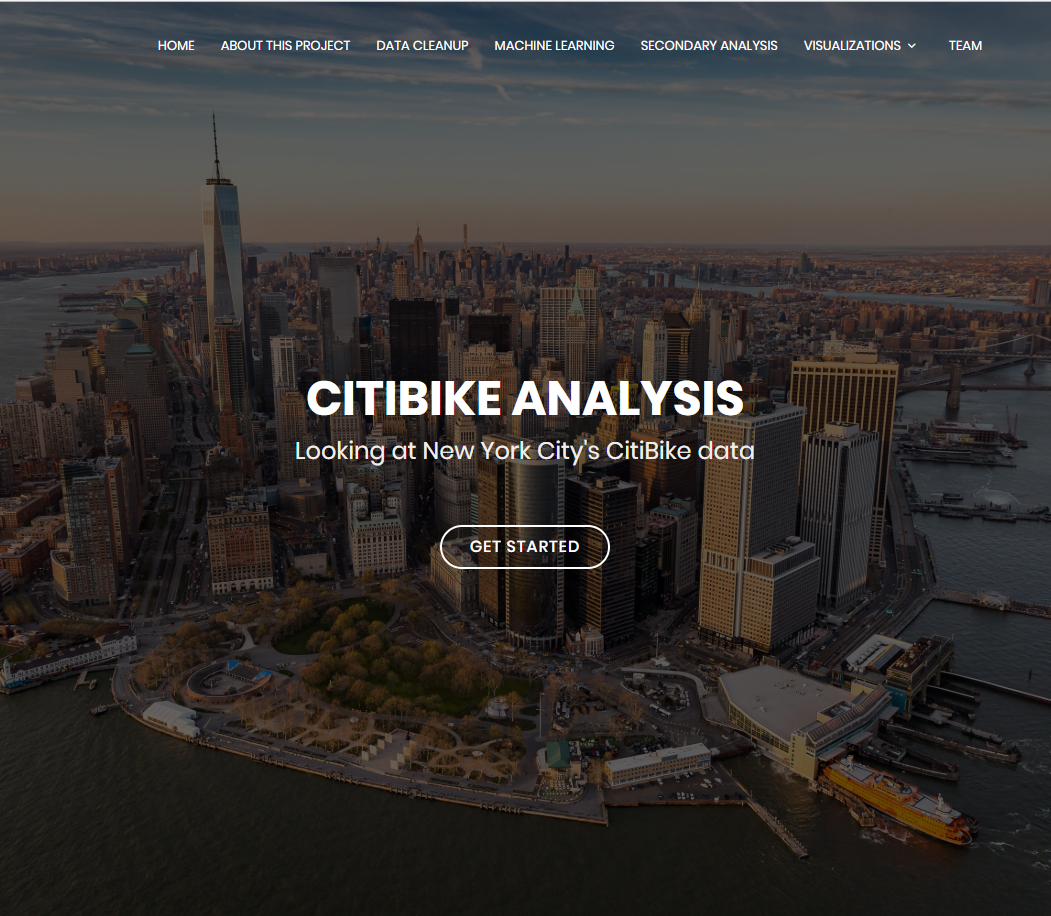 HOME ABOUT THIS PROJECT DATA CLEANUP MACHINE LEARNING SECONDARY ANALYSIS VISUALIZATIONS TEAM
CITIBIKE ANALYSIS
Looking at New York City's CitiBike data
GET STARTED